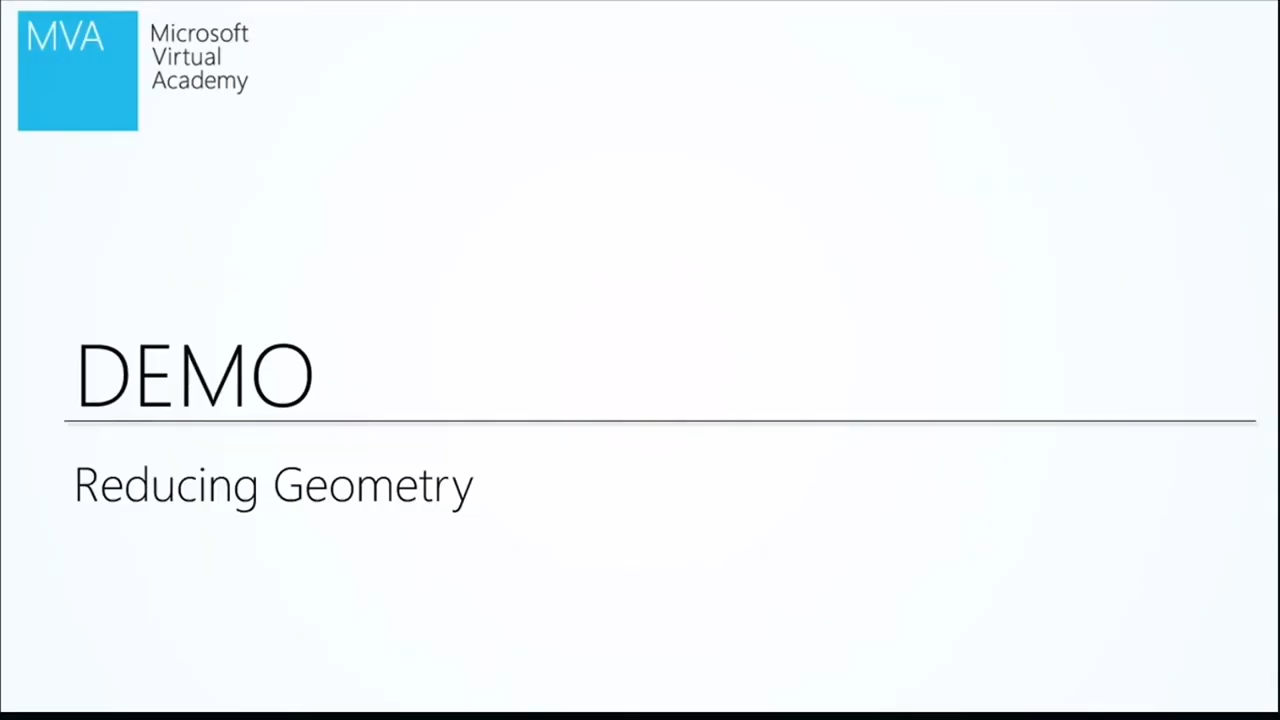 MVA
Microsoft
Virtual
Academy
DEMO
Reducing Geometry